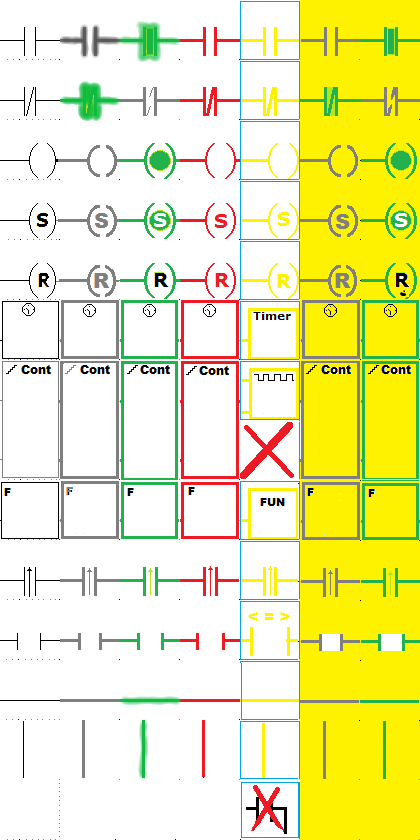 S S S S S S S
R R R R R R R
Timer
Cont Cont Cont Cont Cont Cont
F F F F FUN F F
< = >